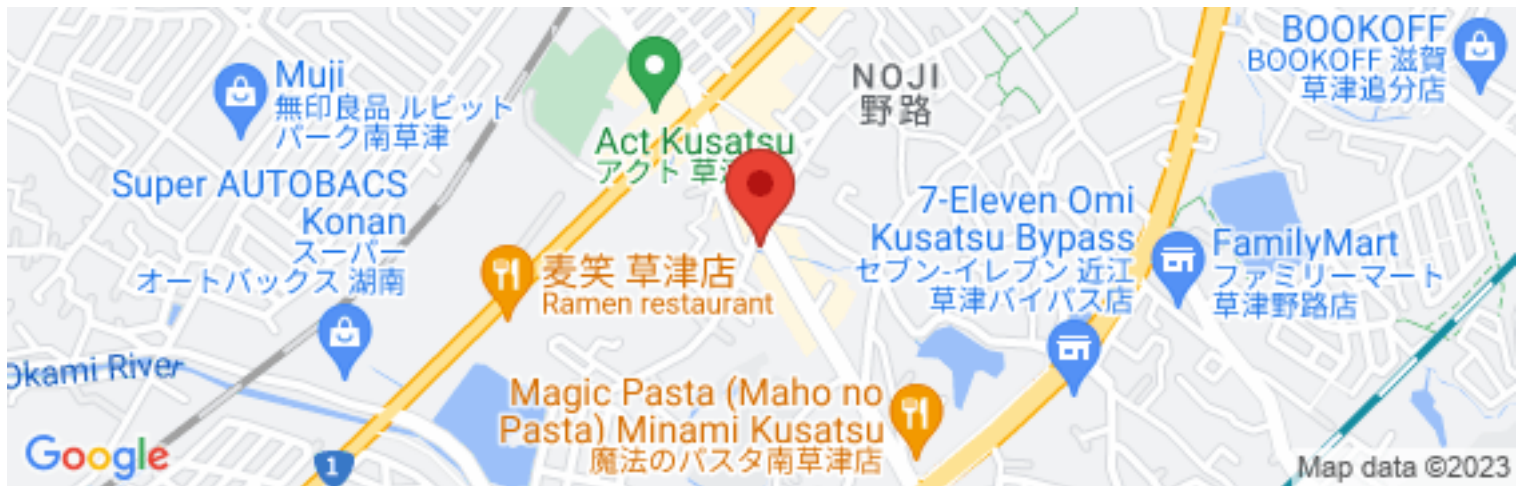 Muji
無印良品 ルビット
パーク南草津
Super AUTOBACS
Konan
スーパー
オートバックス 湖南
Act Kusatsu
アクト 草
NOJI
野路
BOOKOFF
BOOKOFF 滋賀
草津追分店
7-Eleven Omi
Kusatsu Bypass
セブン-イレブン 近江
草津バイパス店
FamilyMart
ファミリーマート
草津野路店
麦笑 草津店
Ramen restaurant
Okami River
Magic Pasta (Maho no
Pasta) Minami Kusatsu
魔法のパスタ南草津店
1
Google
Map data ©2023